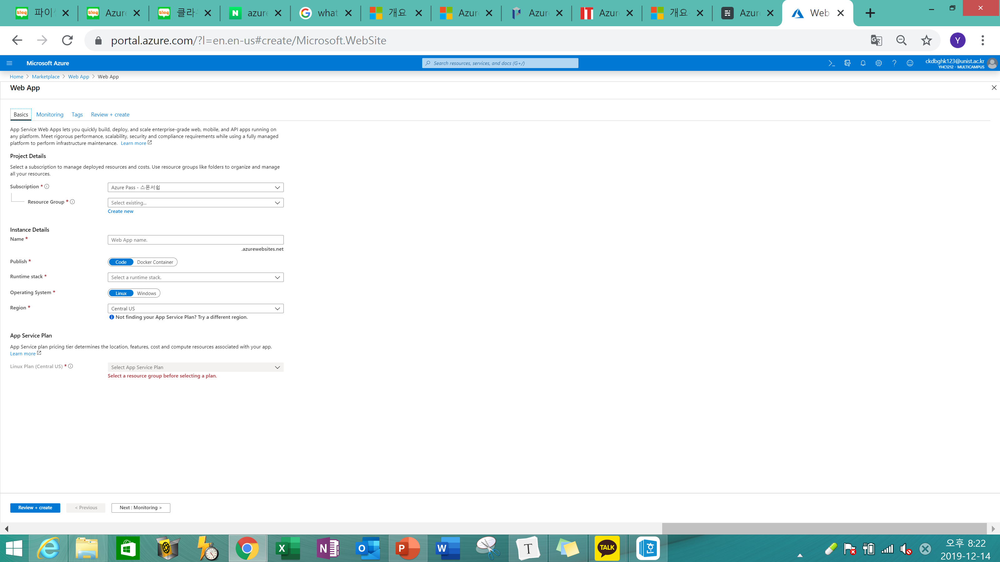 파이
Azur
클라
azure
what
개요
Azur
Azur
Azur
개요
Azur
Web
portal.azure.com/?l=en.en-us#create/Microsoft.WebSite
Y
Microsoft Azure
Search resources, services, and docs (G+/)
ckdbghk123@unist.ac.kr
YHC1212 - MULTICAMPUS
Home > Marketplace > Web App > Web App
Web App
Basics Monitoring Tags Review + create
App Service Web Apps lets you quickly build, deploy, and scale enterprise-grade web, mobile, and API apps running on
any platform. Meet rigorous performance, scalability, security and compliance requirements while using a fully managed
platform to perform infrastructure maintenance. Learn more
Project Details
Select a subscription to manage deployed resources and costs. Use resource groups like folders to organize and manage
all your resources.
Subscription *
Azure Pass - 스폰서쉽
Resource Group *
Select existing...
Create new
Instance Details
Name *
Web App name.
.azurewebsites.net
Publish *
Code Docker Container
Runtime stack *
Select a runtime stack.
Operating System *
Linux Windows
Region *
Central US
Not finding your App Service Plan? Try a different region.
App Service Plan
App Service plan pricing tier determines the location, features, cost and compute resources associated with your app.
Learn more
Linux Plan (Central US) *
Select App Service Plan
Select a resource group before selecting a plan.
Review + create
< Previous
Next : Monitoring >
TALK
오후 8:22
2019-12-14